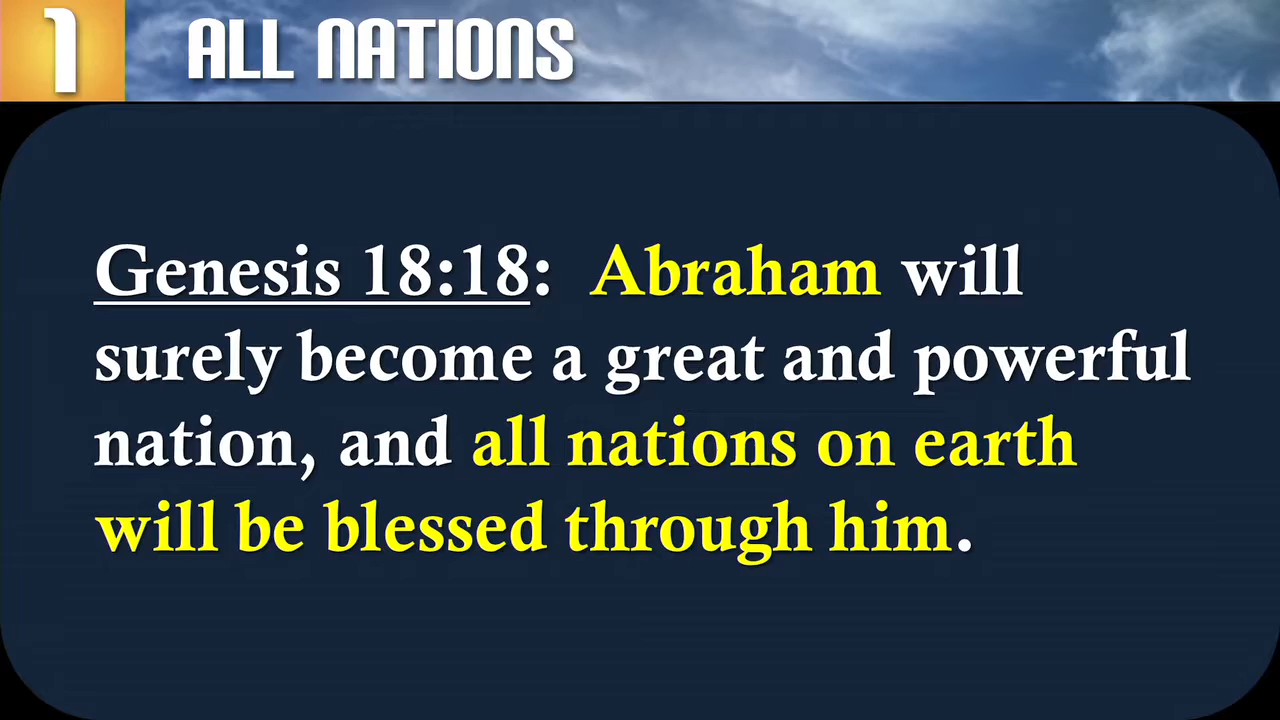 1 ALL NATIONS
Genesis 18:18: Abraham will
surely become a great and powerful
nation, and all nations on earth
will be blessed through him.